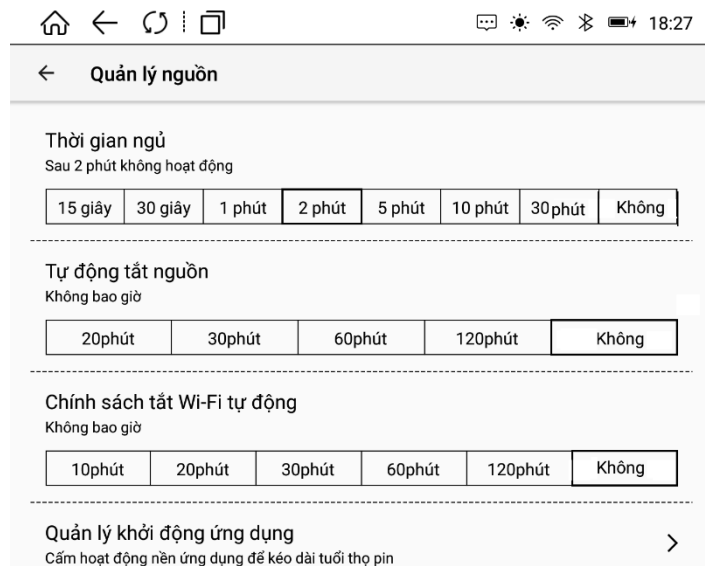 18:27
Quản lý nguồn
Thời gian ngủ
Sau 2 phút không hoạt động
15 giây 30 giây 1 phút 2 phút 5 phút 10 phút 30phút Không
Tự động tắt nguồn
Không bao giờ
20phút 30phút 60phút 120phút Không
Chính sách tắt Wi-Fi tự động
Không bao giờ
10phút 20phút 30phút 60phút 120phút Không
Quản lý khởi động ứng dụng
Cấm hoạt động nền ứng dụng để kéo dài tuổi thọ pin